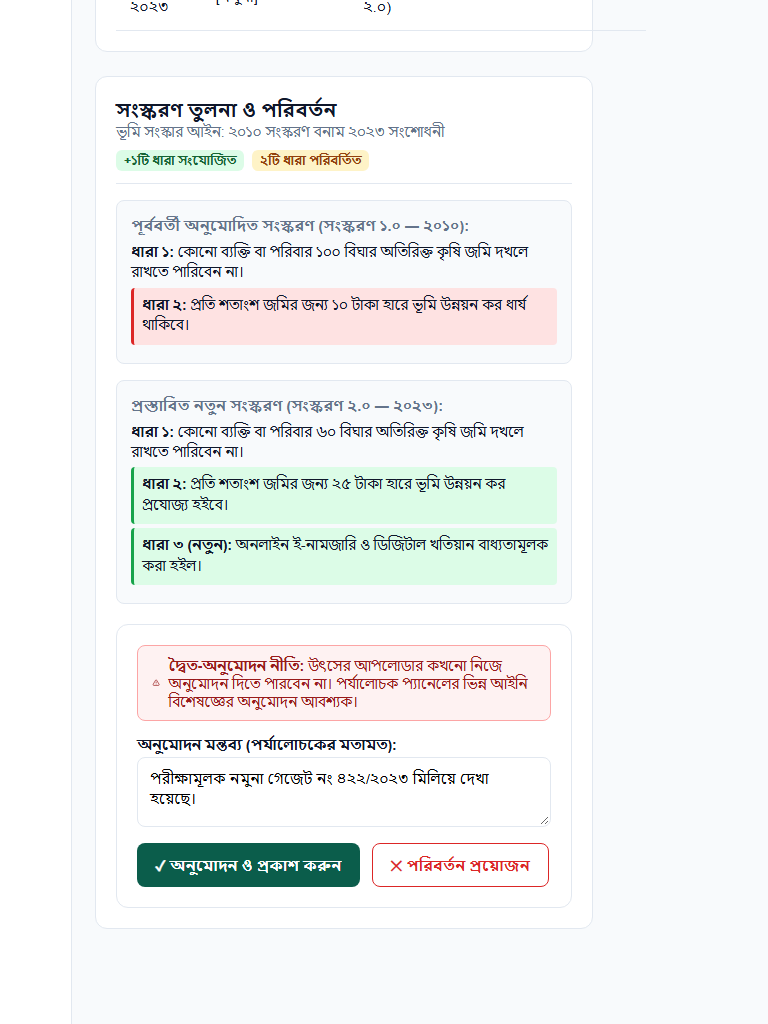 ২০২৩
২.০)
সংস্করণ তুলনা ও পরিবর্তন
ভূমি সংস্কার আইন: ২০১০ সংস্করণ বনাম ২০২৩ সংশোধনী
+১টি ধারা সংযোজিত ২টি ধারা পরিবর্তিত
পূর্ববর্তী অনুমোদিত সংস্করণ (সংস্করণ ১.০ — ২০১০):
ধারা ১: কোনো ব্যক্তি বা পরিবার ১০০ বিঘার অতিরিক্ত কৃষি জমি দখলে
রাখতে পারিবেন না।
ধারা ২: প্রতি শতাংশ জমির জন্য ১০ টাকা হারে ভূমি উন্নয়ন কর ধার্য
থাকিবে।
প্রস্তাবিত নতুন সংস্করণ (সংস্করণ ২.০ — ২০২৩):
ধারা ১: কোনো ব্যক্তি বা পরিবার ৬০ বিঘার অতিরিক্ত কৃষি জমি দখলে
রাখতে পারিবেন না।
ধারা ২: প্রতি শতাংশ জমির জন্য ২৫ টাকা হারে ভূমি উন্নয়ন কর
প্রযোজ্য হইবে।
ধারা ৩ (নতুন): অনলাইন ই-নামজারি ও ডিজিটাল খতিয়ান বাধ্যতামূলক
করা হইল।
দ্বৈত-অনুমোদন নীতি: উৎসের আপলোডার কখনো নিজে
অনুমোদন দিতে পারবেন না। পর্যালোচক প্যানেলের ভিন্ন আইনি
বিশেষজ্ঞের অনুমোদন আবশ্যক।
অনুমোদন মন্তব্য (পর্যালোচকের মতামত):
পরীক্ষামূলক নমুনা গেজেট নং ৪২২/২০২৩ মিলিয়ে দেখা
হয়েছে।
✓ অনুমোদন ও প্রকাশ করুন ✕ পরিবর্তন প্রয়োজন